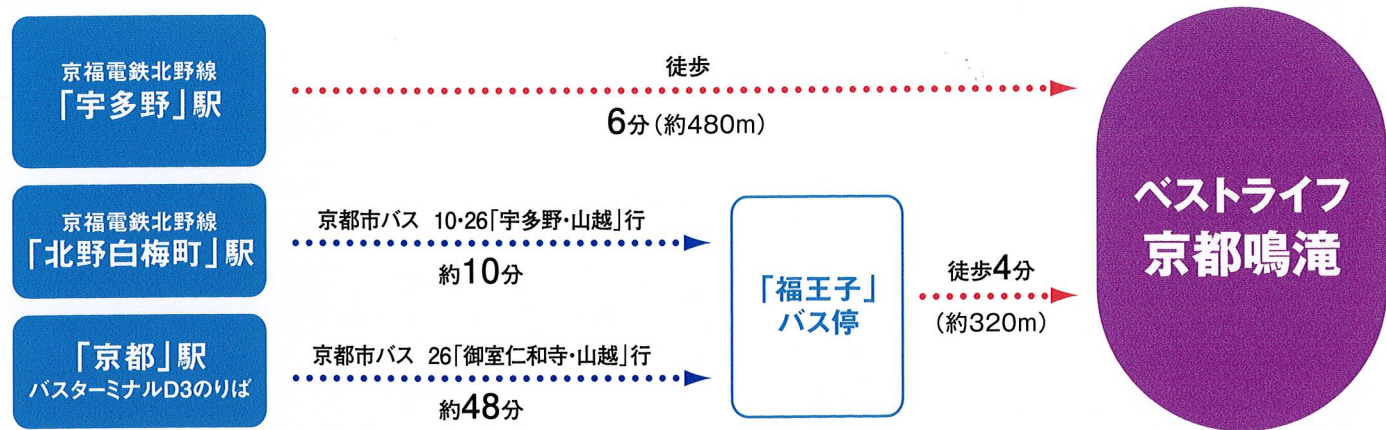 京福電鉄北野線
「宇多野」駅
徒歩
6分(約480m)
京福電鉄北野線
「北野白梅町」駅
京都市バス 10・26「宇多野・山越」行
約10分
「京都」駅
バスターミナルD3のりば
京都市バス 26「御室仁和寺・山越」行
約48分
「福王子」
バス停
徒歩4分
(約320m)
ベストライフ
京都鳴滝